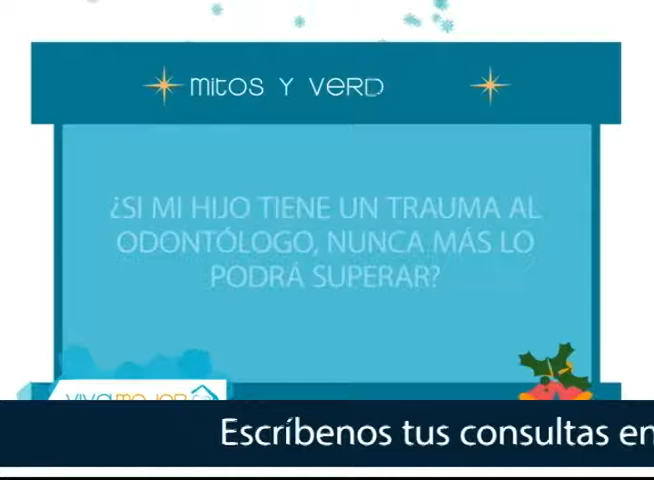 mitos y verd
¿SI MI HIJO TIENE UN TRAUMA AL
ODONTÓLOGO, NUNCA MÁS LO
PODRÁ SUPERAR?
Escríbenos tus consultas en